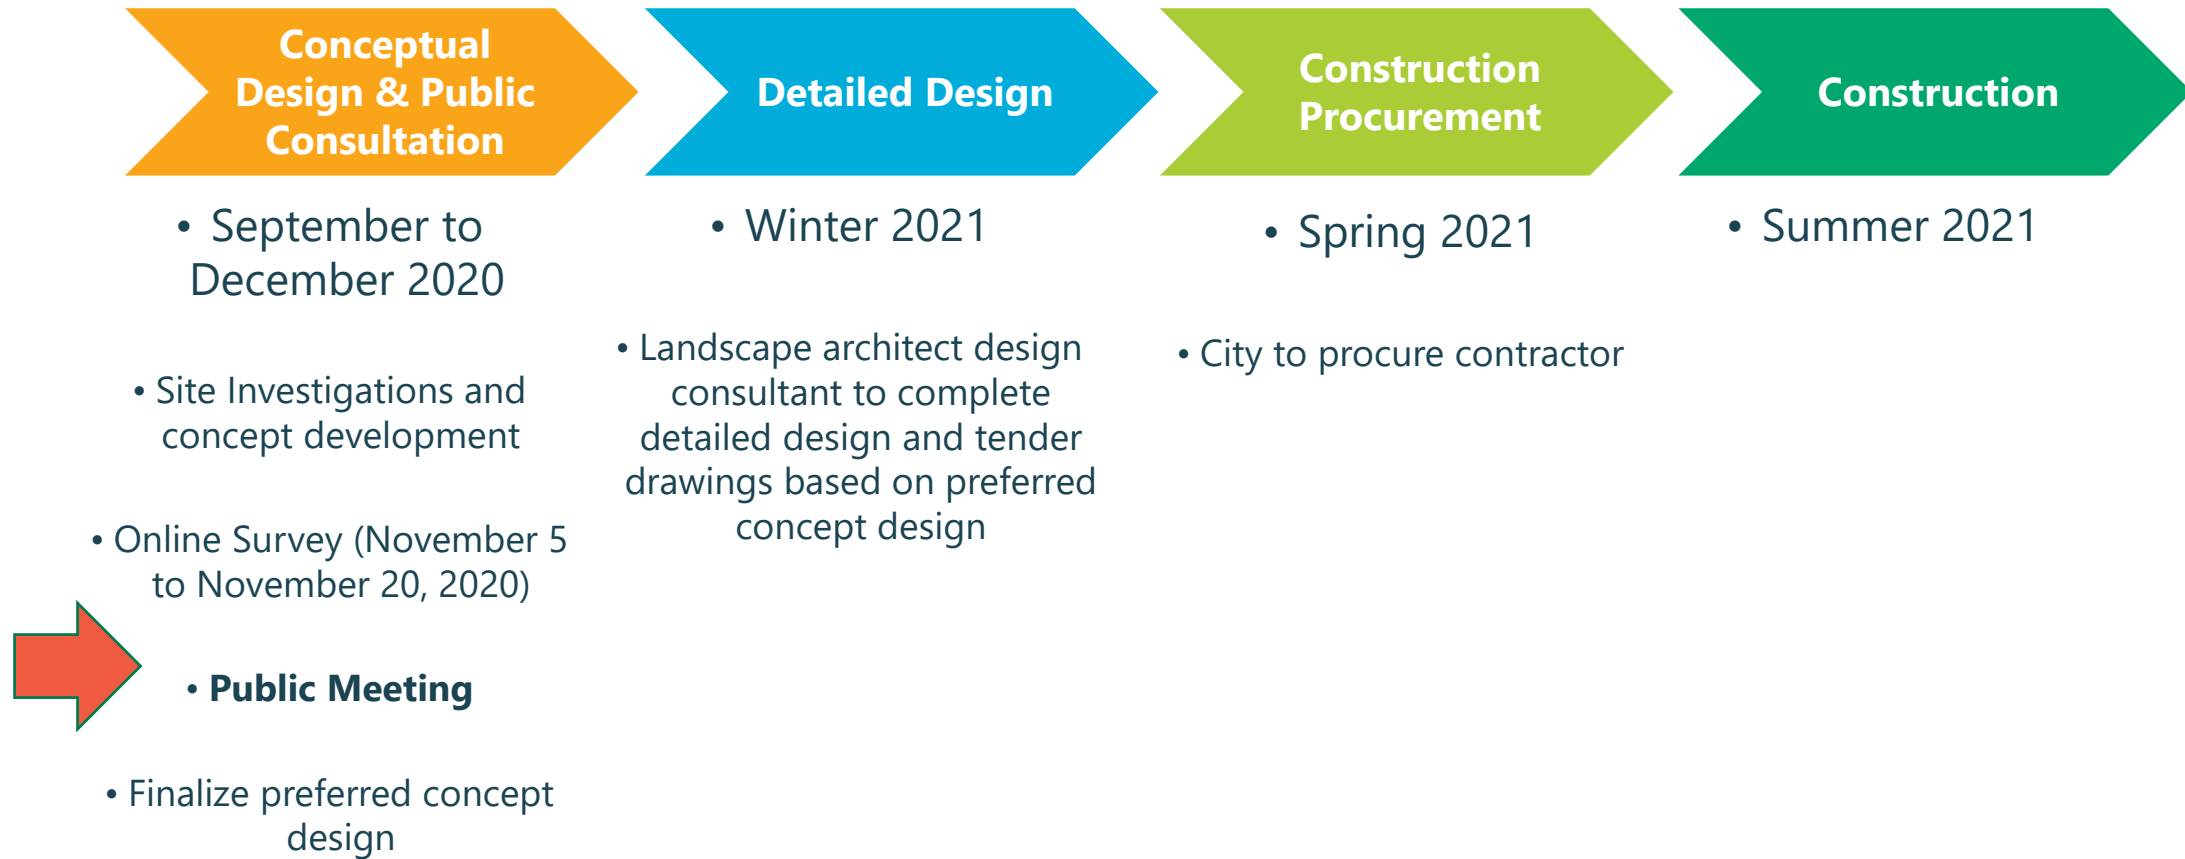 Conceptual
Design & Public
Consultation
• September to
December 2020
• Site Investigations and
concept development
• Online Survey (November 5
to November 20, 2020)
• Public Meeting
• Finalize preferred concept
design
Detailed Design
• Winter 2021
• Landscape architect design
consultant to complete
detailed design and tender
drawings based on preferred
concept design
Construction
Procurement
• Spring 2021
• City to procure contractor
Construction
• Summer 2021